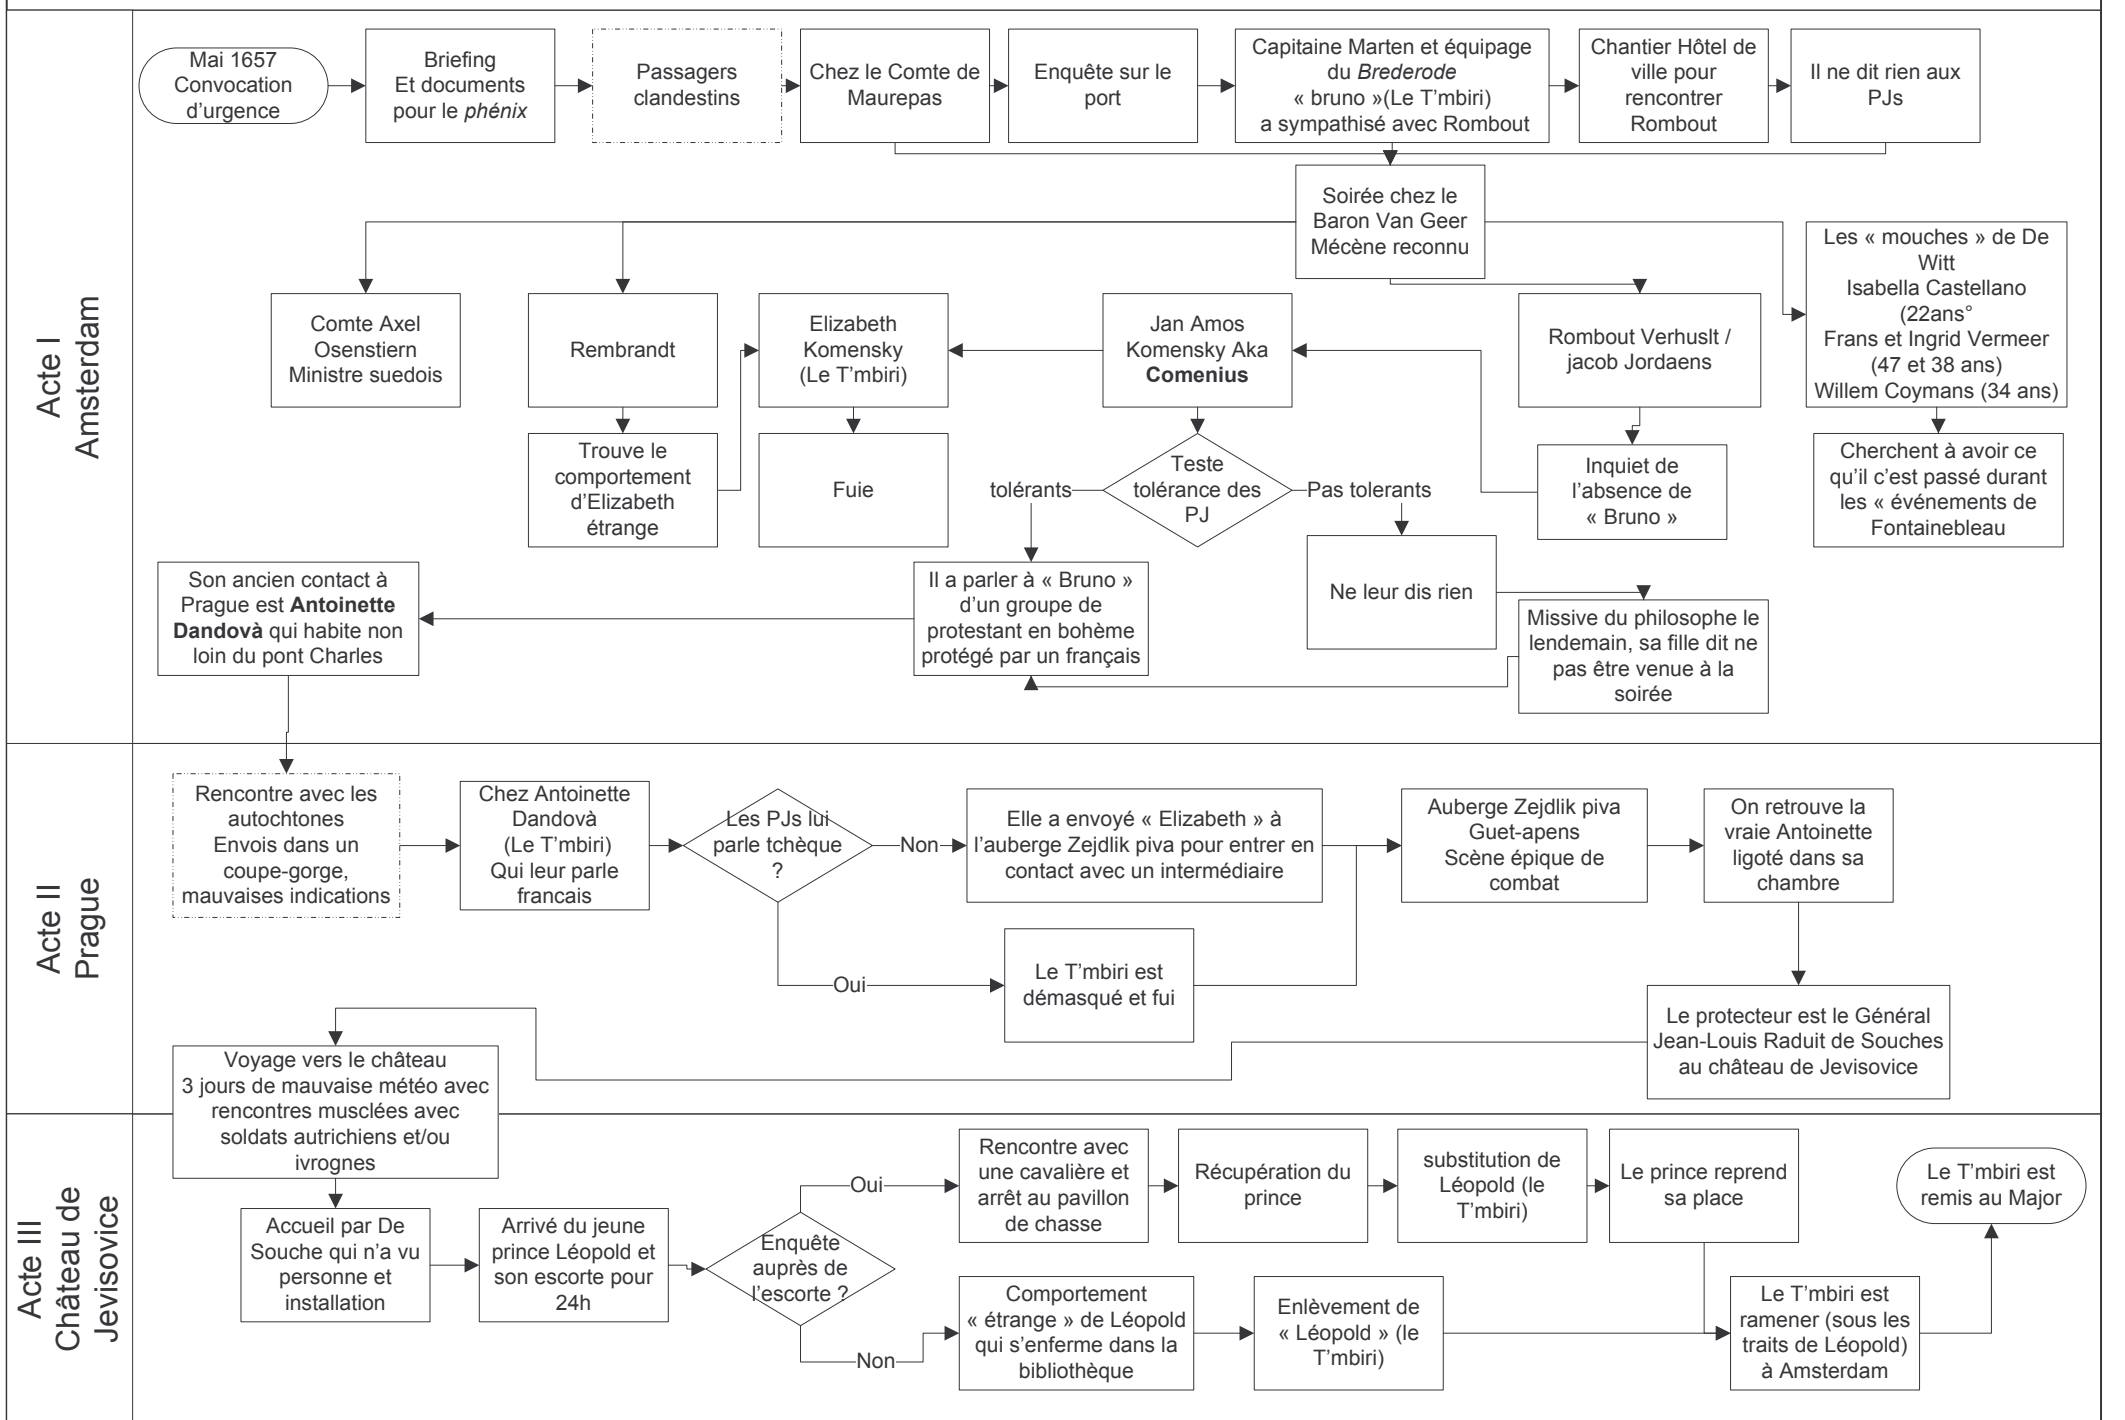 Acte I
Amsterdam
Mai 1657
Convocation
d’urgence
Briefing
Et documents
pour le phénix
Passagers
clandestins
Chez le Comte de
Maurepas
Enquête sur le
port
Capitaine Marten et équipage
du Brederode
« bruno »(Le T’mbiri)
a sympathisé avec Rombout
Chantier Hôtel de
ville pour
rencontrer
Rombout
Il ne dit rien aux
PJs
Soirée chez le
Baron Van Geer
Mécène reconnu
Comte Axel
Osenstiern
Ministre suedois
Rembrandt
Elizabeth
Komensky
(Le T’mbiri)
Jan Amos
Komensky Aka
Comenius
Rombout Verhuslt /
jacob Jordaens
Les « mouches » de De
Witt
Isabella Castellano
(22ans°
Frans et Ingrid Vermeer
(47 et 38 ans)
Willem Coymans (34 ans)
Trouve le
comportement
d’Elizabeth
étrange
Fuie
tolérants
Teste
tolérance des
PJ
Pas tolerants
Inquiet de
l’absence de
« Bruno »
Cherchent à avoir ce
qu’il c’est passé durant
les « événements de
Fontainebleau
Son ancien contact à
Prague est Antoinette
Dandovà qui habite non
loin du pont Charles
Il a parler à « Bruno »
d’un groupe de
protestant en bohème
protégé par un français
Ne leur dis rien
Missive du philosophe le
lendemain, sa fille dit ne
pas être venue à la
soirée
Acte II
Prague
Rencontre avec les
autochtones
Envois dans un
coupe-gorge,
mauvaises indications
Chez Antoinette
Dandovà
(Le T’mbiri)
Qui leur parle
francais
Les PJs lui
parle tchèque
?
Non
Elle a envoyé « Elizabeth » à
l’auberge Zejdlik piva pour entrer en
contact avec un intermédiaire
Auberge Zejdlik piva
Guet-apens
Scène épique de
combat
On retrouve la
vraie Antoinette
ligoté dans sa
chambre
Oui
Le T’mbiri est
démasqué et fui
Le protecteur est le Général
Jean-Louis Raduit de Souches
au château de Jevisovice
Voyage vers le château
3 jours de mauvaise météo avec
rencontres musclées avec
soldats autrichiens et/ou
ivrognes
Acte III
Château de
Jevisovice
Accueil par De
Souche qui n’a vu
personne et
installation
Arrivé du jeune
prince Léopold et
son escorte pour
24h
Enquête
auprès de
l’escorte ?
Oui
Rencontre avec
une cavalière et
arrêt au pavillon
de chasse
Récupération du
prince
substitution de
Léopold (le
T’mbiri)
Le prince reprend
sa place
Le T’mbiri est
remis au Major
Non
Comportement
« étrange » de Léopold
qui s’enferme dans la
bibliothèque
Enlèvement de
« Léopold » (le
T’mbiri)
Le T’mbiri est
ramener (sous les
traits de Léopold)
à Amsterdam